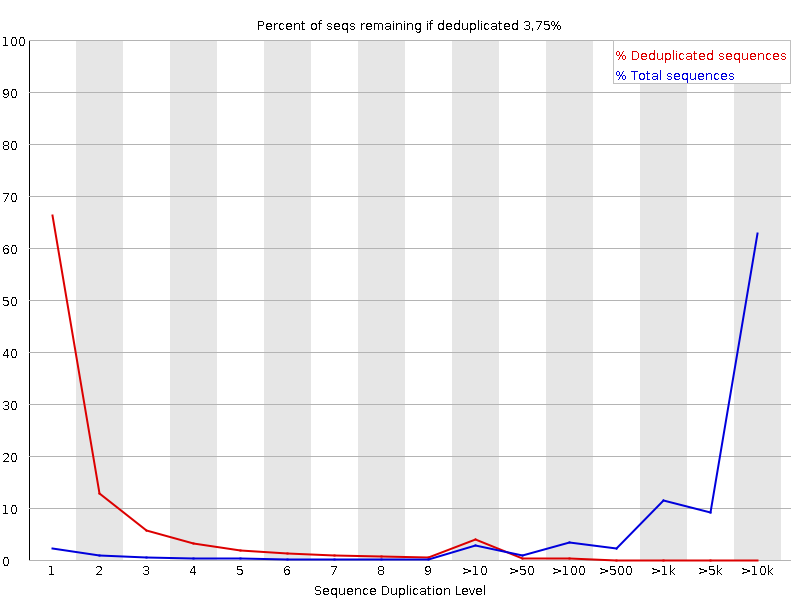 Percent of seqs remaining if deduplicated 3,75%
% Deduplicated sequences
% Total sequences
100
90
80
70
60
50
40
30
20
10
0
1 2 3 4 5 6 7 8 9 >10 >50 >100 >500 >1k >5k >10k
Sequence Duplication Level